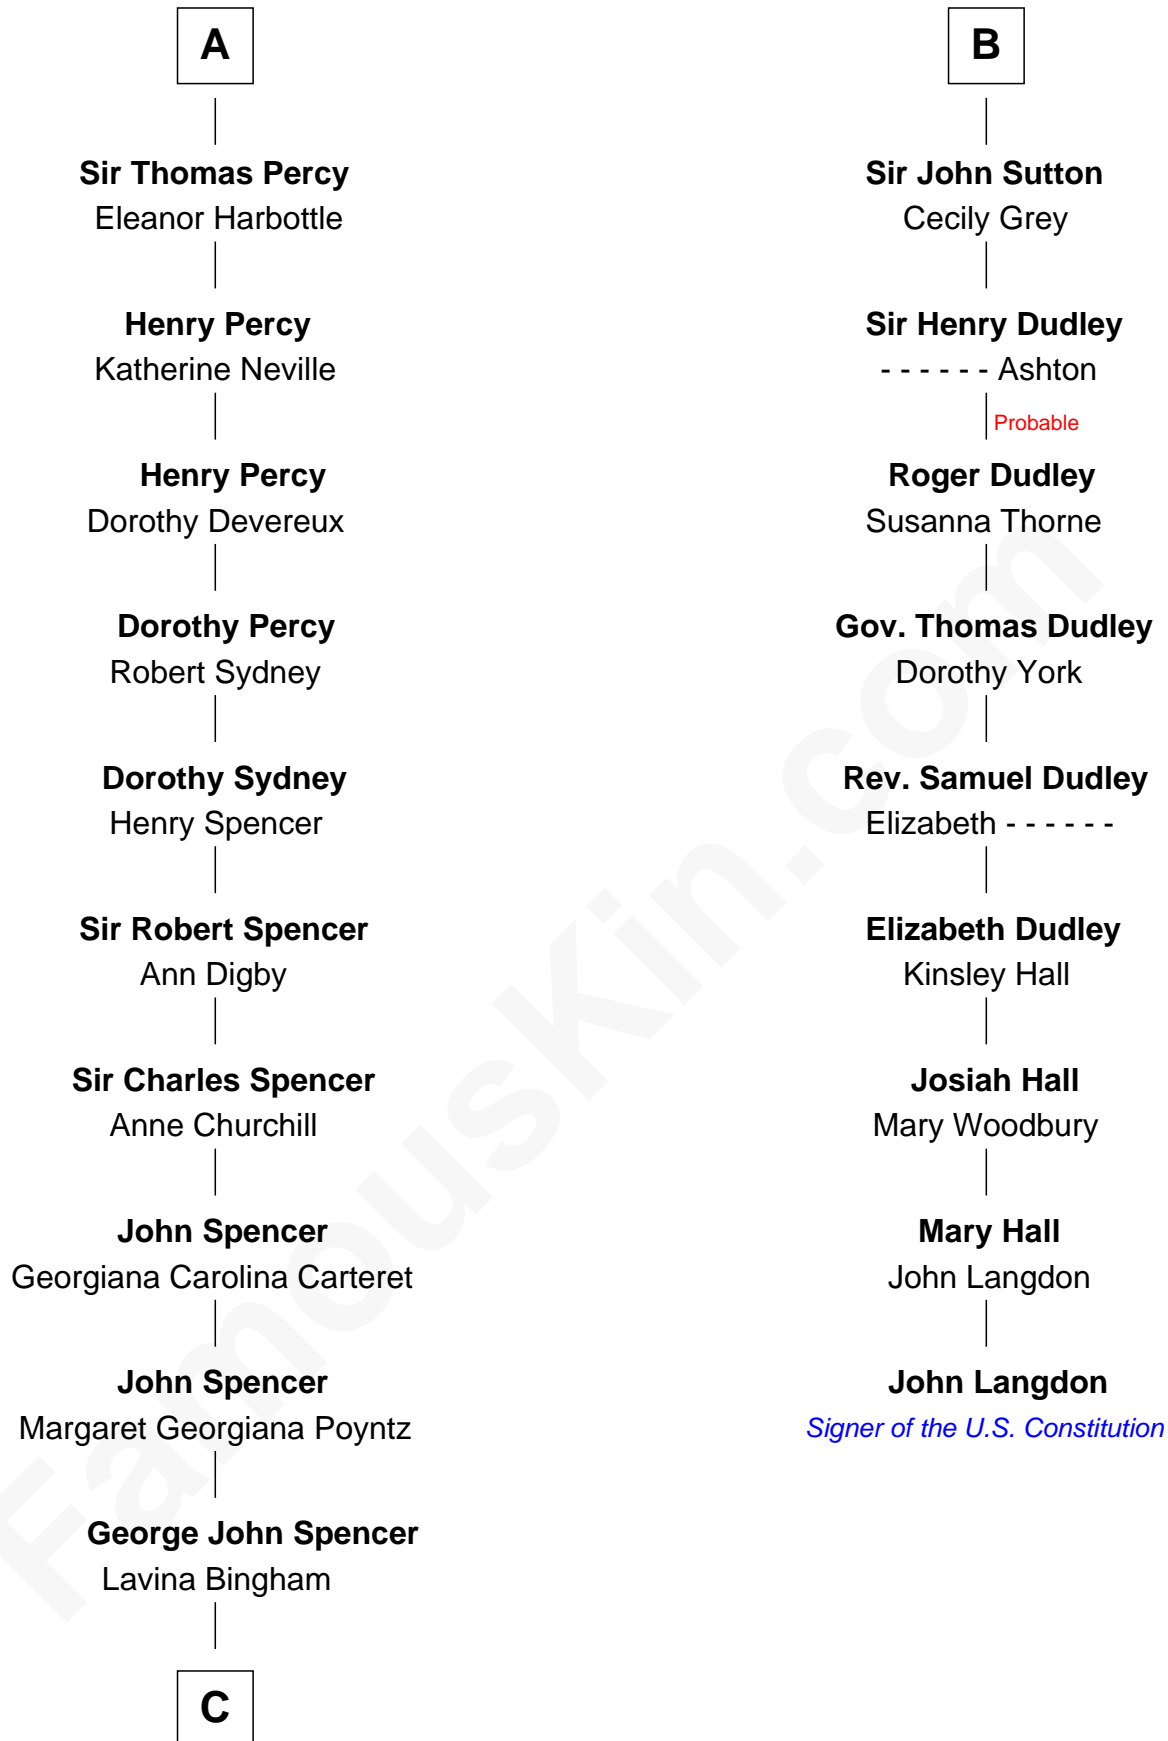 A
Sir Thomas Percy
Eleanor Harbottle
Henry Percy
Katherine Neville
Henry Percy
Dorothy Devereux
Dorothy Percy
Robert Sydney
Dorothy Sydney
Henry Spencer
Sir Robert Spencer
Ann Digby
Sir Charles Spencer
Anne Churchill
John Spencer
Georgiana Carolina Carteret
John Spencer
Margaret Georgiana Poyntz
George John Spencer
Lavina Bingham
C
B
Sir John Sutton
Cecily Grey
Sir Henry Dudley
- - - - - - Ashton
Probable
Roger Dudley
Susanna Thorne
Gov. Thomas Dudley
Dorothy York
Rev. Samuel Dudley
Elizabeth - - - - - -
Elizabeth Dudley
Kinsley Hall
Josiah Hall
Mary Woodbury
Mary Hall
John Langdon
John Langdon
Signer of the U.S. Constitution
FamousKin.com